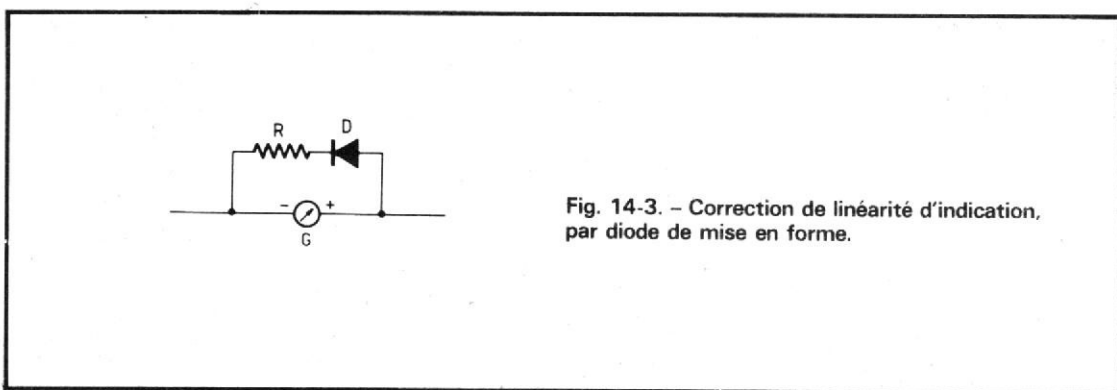 R D
- +
G
Fig. 14-3. – Correction de linéarité d'indication,
par diode de mise en forme.